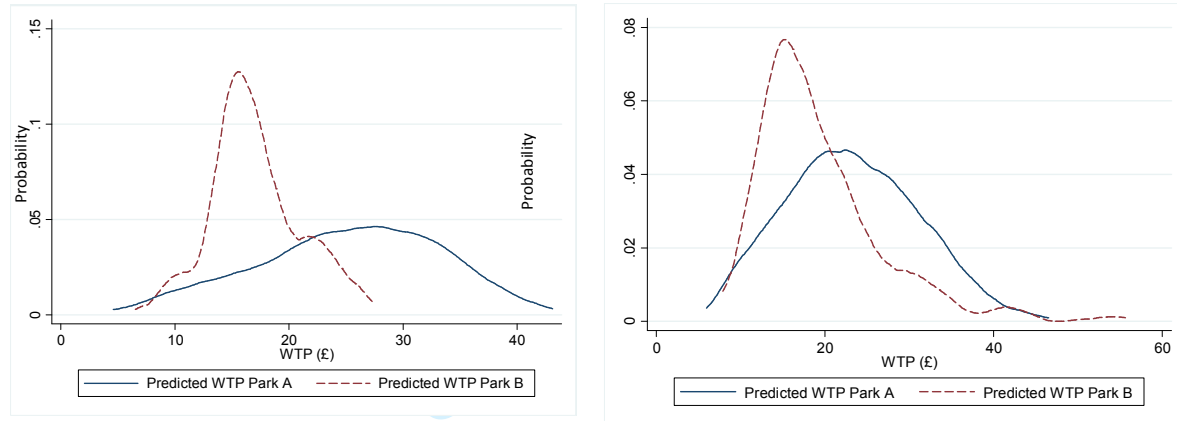 .15
.1
.05
0
Probability
0 10 20 30 40
WTP (£)
Predicted WTP Park A Predicted WTP Park B
.08
.06
.04
.02
0
Probability
0 20 40 60
WTP (£)
Predicted WTP Park A Predicted WTP Park B